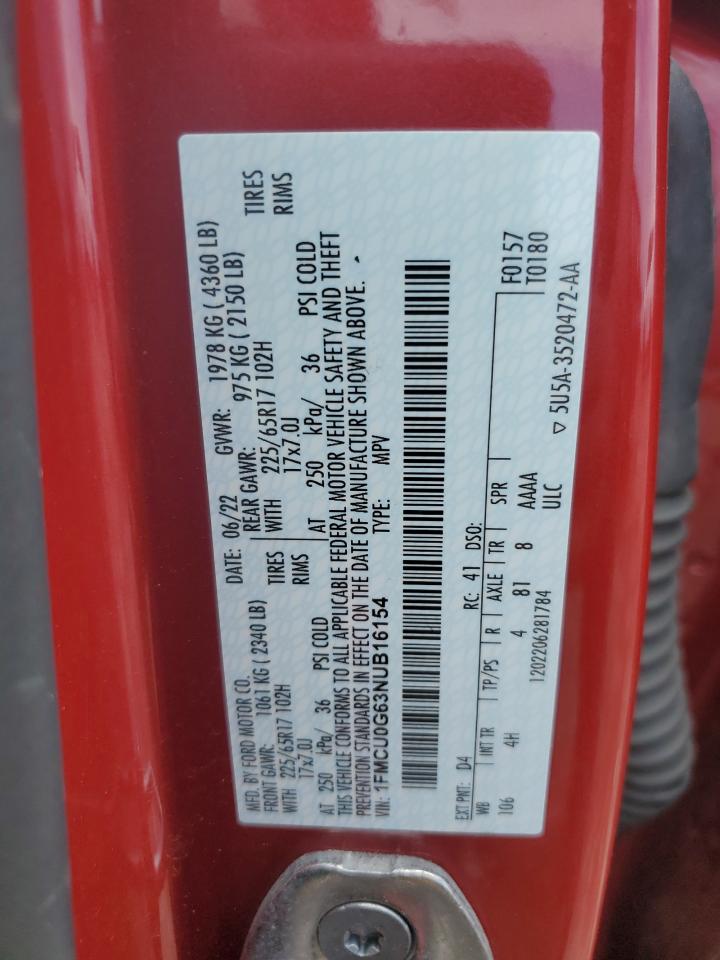 MFD. BY FORD MOTOR CO.
DATE: 06/22 GVWR: 1978 KG ( 4360 LB)
FRONT GAWR: 1061 KG ( 2340 LB) REAR GAWR: 975 KG ( 2150 LB)
WITH 225/65R17 102H TIRES WITH 225/65R17 102H TIRES
17x7.0J RIMS 17x7.0J RIMS
AT 250 kPa/ 36 PSI COLD AT 250 kPa/ 36 PSI COLD
THIS VEHICLE CONFORMS TO ALL APPLICABLE FEDERAL MOTOR VEHICLE SAFETY AND THEFT
PREVENTION STANDARDS IN EFFECT ON THE DATE OF MANUFACTURE SHOWN ABOVE.
VIN: 1FMCU0G63NUB16154 TYPE: MPV
EXT PNT: D4 RC: 41 DSO: F0157
WB INT TR TP/PS R AXLE TR SPR T0180
106 4H 4 81 8 AAAA
1202206281784 ULC
▽ 5U5A-3520472-AA